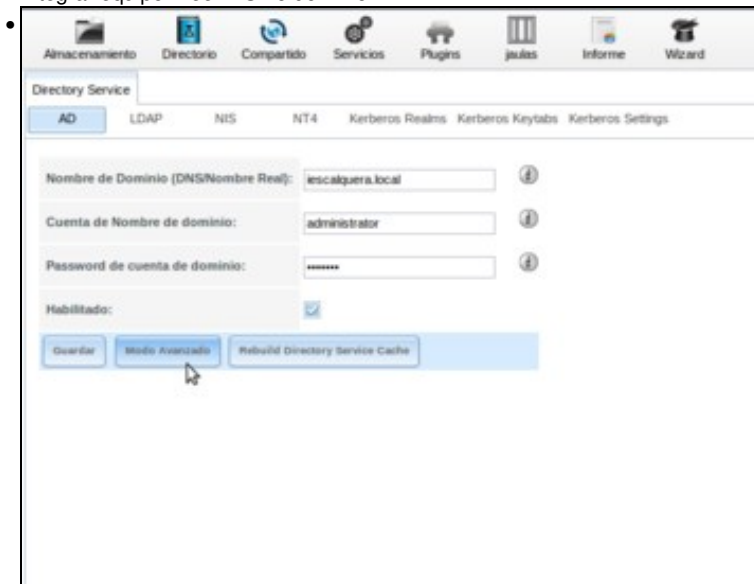 Almacenamiento Directorio Compartido Servicios Plugins jaulas Informe Wizard
Directory Service
AD LDAP NIS NT4 Kerberos Realms Kerberos Keytabs Kerberos Settings
Nombre de Dominio (DNS/Nombre Real): iescalquera.local
Cuenta de Nombre de dominio: administrator
Password de cuenta de dominio: •••••••
Habilitado:
Guardar Modo Avanzado Rebuild Directory Service Cache